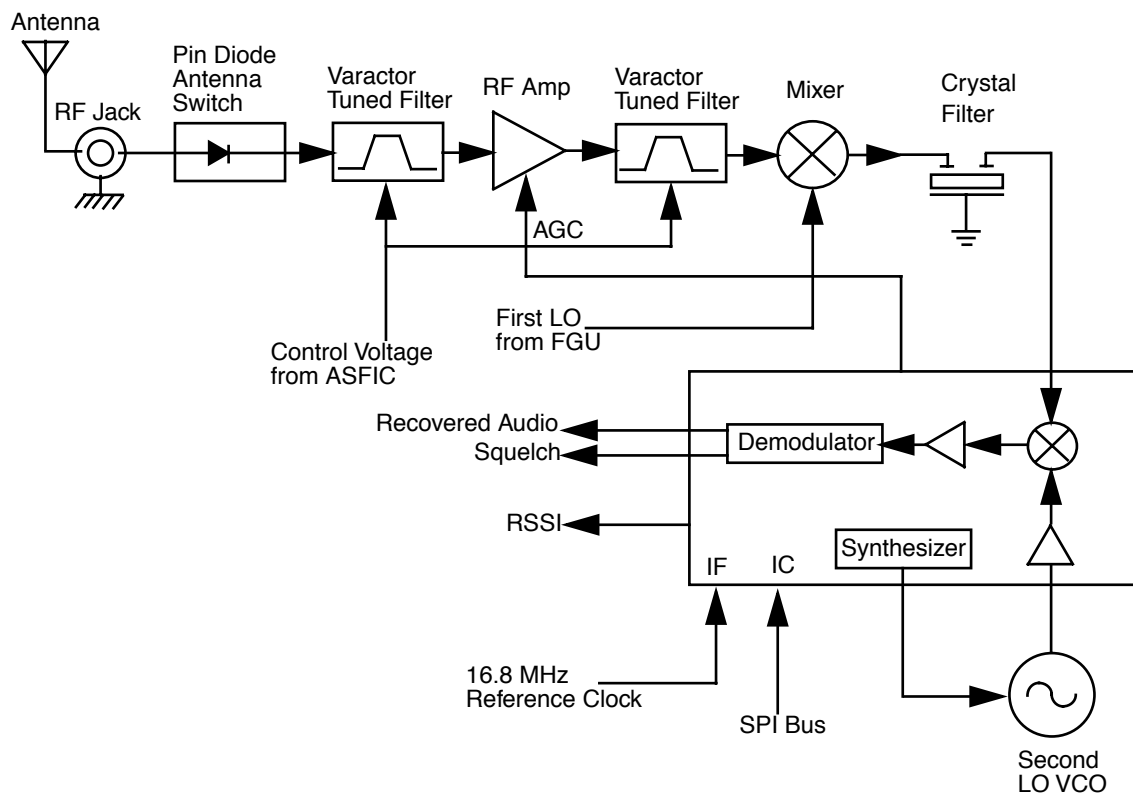 Antenna
RF Jack
Pin Diode
Antenna
Switch
Varactor
Tuned Filter
RF Amp
Varactor
Tuned Filter
Mixer
Crystal
Filter
AGC
First LO
from FGU
Control Voltage
from ASFIC
Recovered Audio
Squelch
Demodulator
RSSI
Synthesizer
IF
IC
16.8 MHz
Reference Clock
SPI Bus
Second
LO VCO